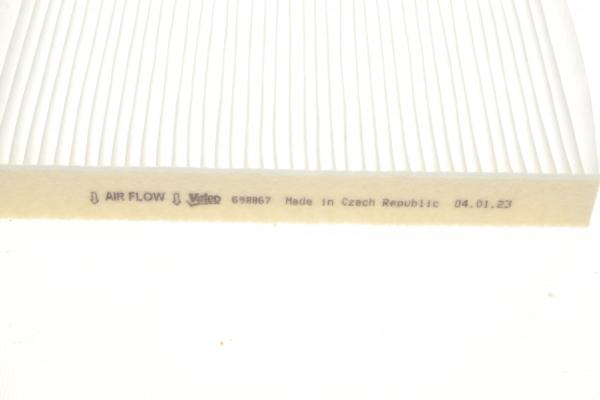 ⇩ AIR FLOW ⇩ Valeo 698867 Made in Czech Republic 04.01.23